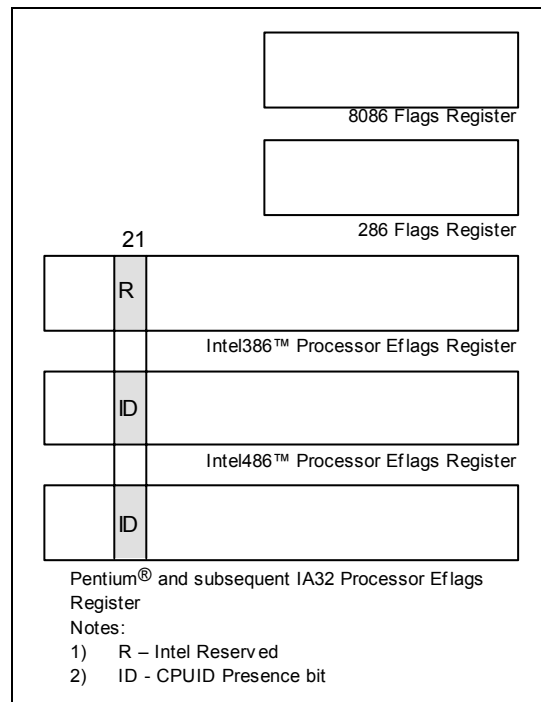 8086 Flags Register
286 Flags Register
21
R
Intel386™ Processor Eflags Register
ID
Intel486™ Processor Eflags Register
ID
Pentium® and subsequent IA32 Processor Eflags
Register
Notes:
1) R – Intel Reserved
2) ID - CPUID Presence bit